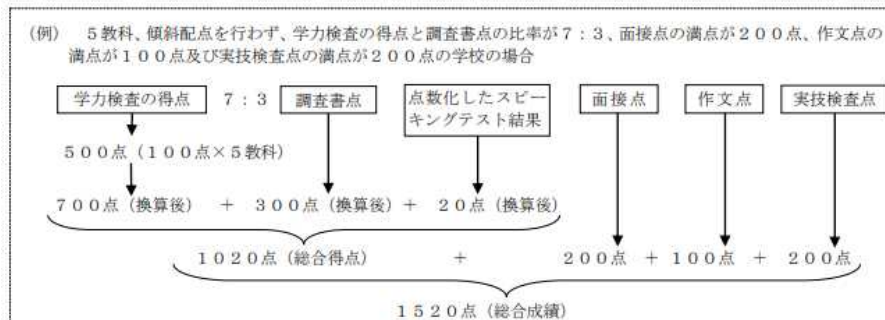 （例）　５教科、傾斜配点を行わず、学力検査の得点と調査書点の比率が７：３、面接点の満点が２００点、作文点の
満点が１００点及び実技検査点の満点が２００点の学校の場合
学力検査の得点　７：３　調査書点　点数化したスピー　面接点　作文点　実技検査点
キングテスト結果
５００点（１００点×５教科）
７００点（換算後）　＋　３００点（換算後）＋　２０点（換算後）
１０２０点（総合得点）　＋　２００点　＋１００点　＋　２００点
１５２０点（総合成績）